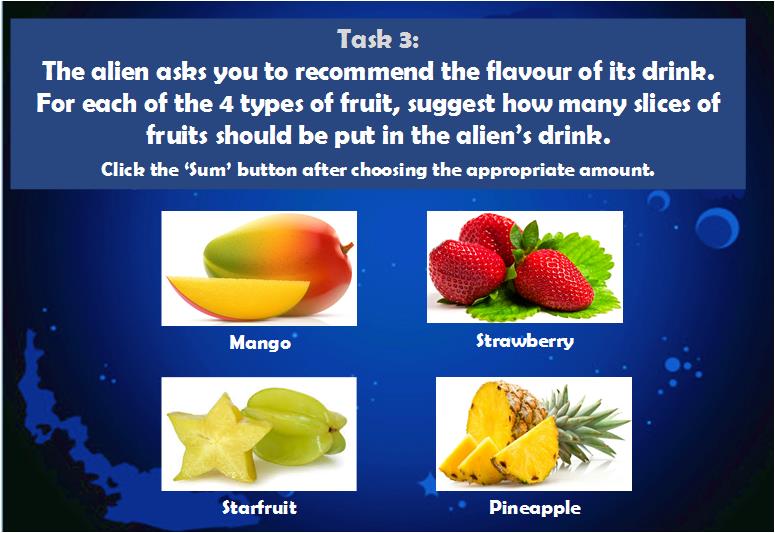 Task 3:
The alien asks you to recommend the flavour of its drink.
For each of the 4 types of fruit, suggest how many slices of
fruits should be put in the alien's drink.
Click the ‘Sum’ button after choosing the appropriate amount.
Mango
Strawberry
Starfruit
Pineapple